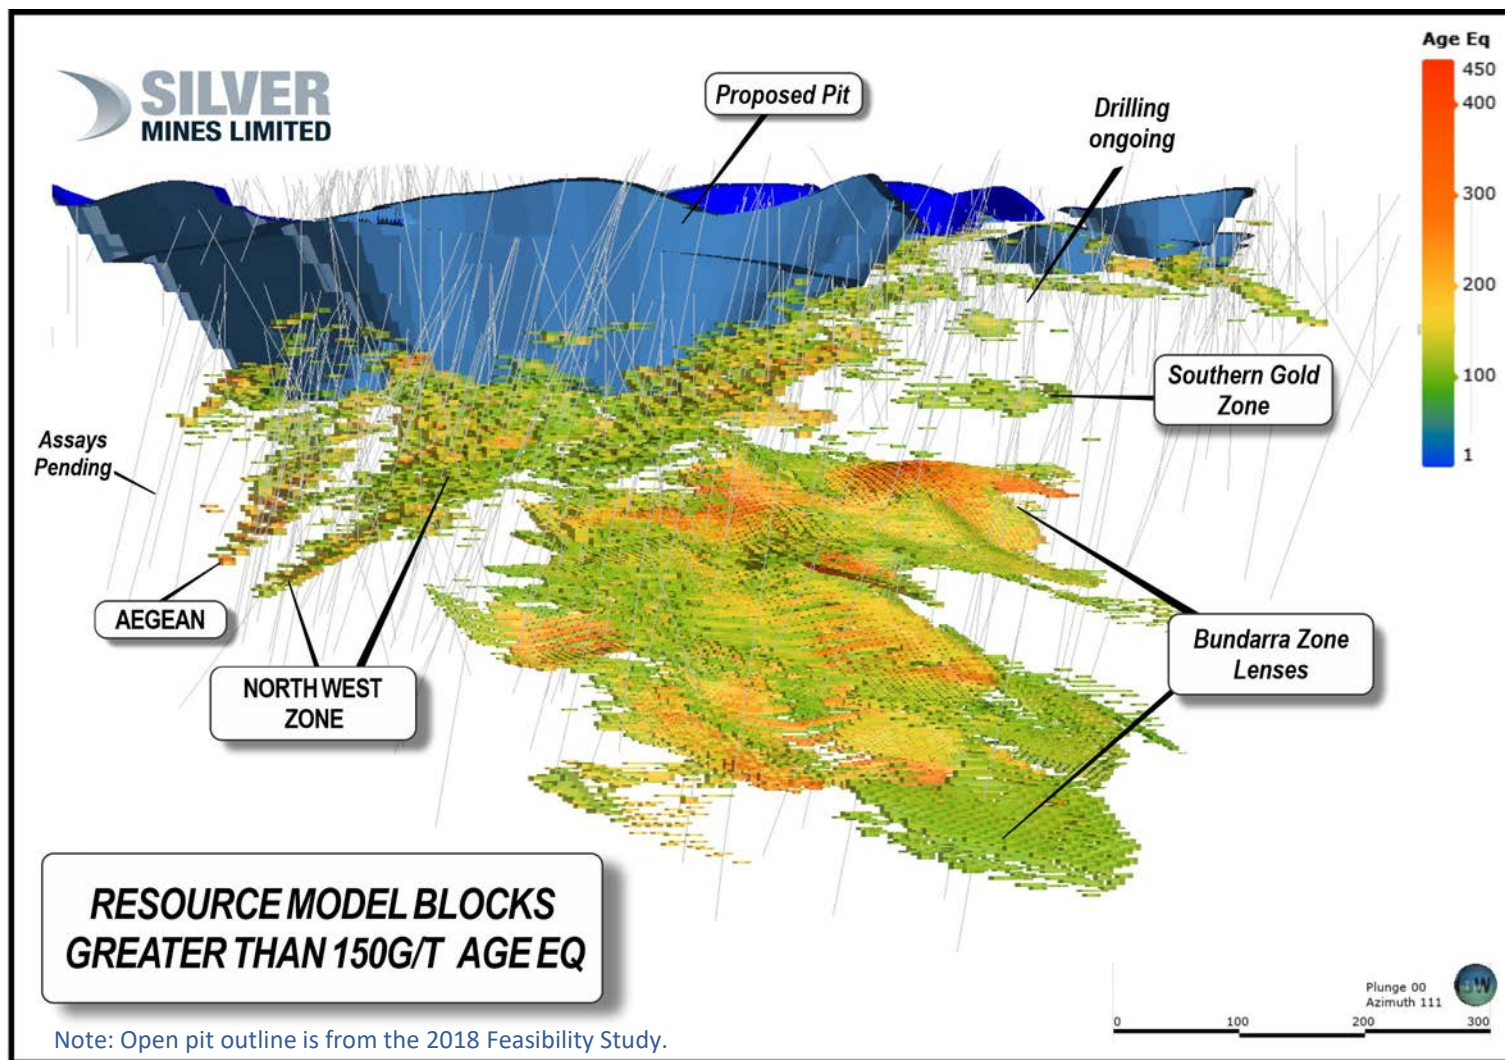 SILVER
MINES LIMITED
Proposed Pit
Drilling
ongoing
Age Eq
450
400
300
200
100
1
Southern Gold
Zone
Assays
Pending
AEGEAN
NORTH WEST
ZONE
Bundarra Zone
Lenses
RESOURCE MODEL BLOCKS
GREATER THAN 150G/T AGE EQ
Plunge 00
Azimuth 111
SW
0 100 200 300
Note: Open pit outline is from the 2018 Feasibility Study.